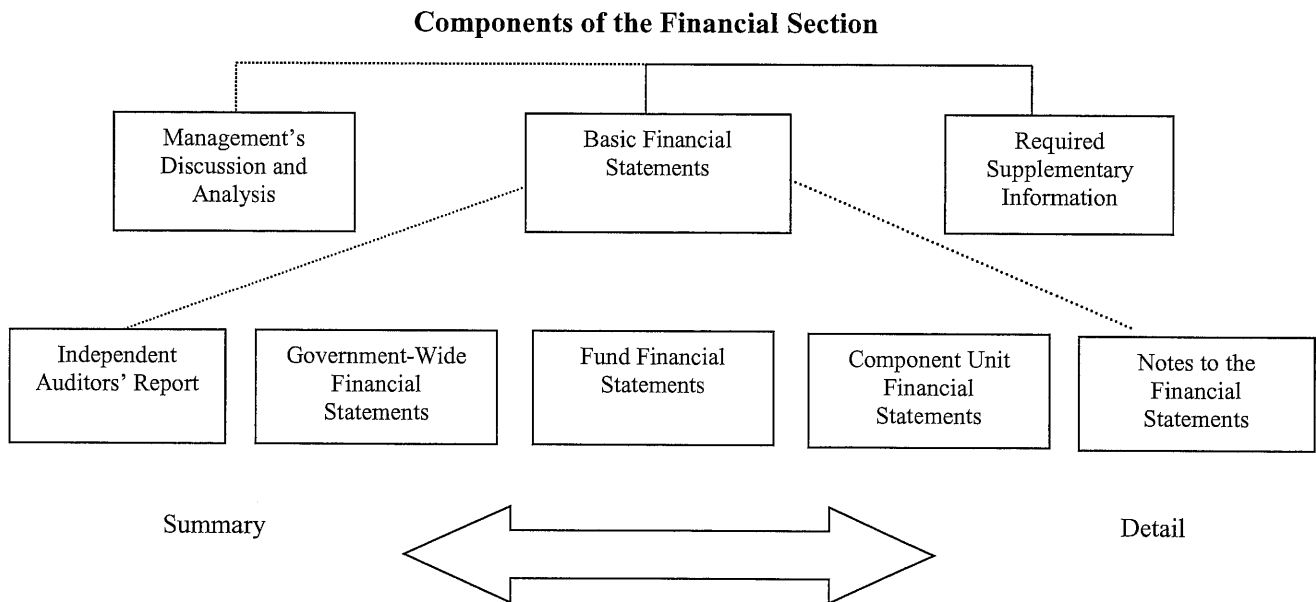 Components of the Financial Section
Management's
Discussion and
Analysis
Basic Financial
Statements
Required
Supplementary
Information
Independent
Auditors' Report
Government-Wide
Financial
Statements
Fund Financial
Statements
Component Unit
Financial
Statements
Notes to the
Financial
Statements
Summary
Detail